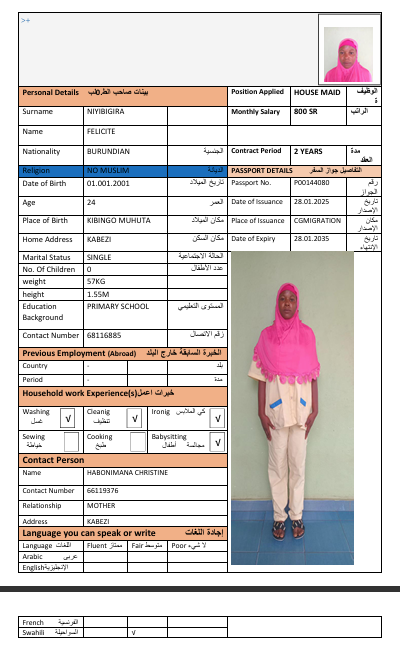 Personal Details بينات صاحب الطلب
Position Applied HOUSE MAID الوظيفة
Surname NIYIBIGIRA
Monthly Salary 800 SR الراتب
Name FELICITE
Nationality BURUNDIAN الجنسية
Contract Period 2 YEARS مدة العقد
Religion NO MUSLIM الديانة
PASSPORT DETAILS التفاصيل جواز السفر
Date of Birth 01.001.2001 تاريخ الميلاد
Passport No. P00144080 رقم الجواز
Age 24 العمر
Date of Issuance 28.01.2025 تاريخ الإصدار
Place of Birth KIBINGO MUHUTA مكان الميلاد
Place of Issuance CGMIGRATION مكان الإصدار
Home Address KABEZI مكان السكن
Date of Expiry 28.01.2035 تاريخ الإنتهاء
Marital Status SINGLE الحالة الاجتماعية
No. Of Children 0 عدد الأطفال
weight 57KG
height 1.55M
Education Background PRIMARY SCHOOL المستوى التعليمي
Contact Number 68116885 رقم الاتصال
Previous Employment (Abroad) الخبرة السابقة خارج البلد
Country - بلد
Period - مدة
Household work Experience(s) خبرات اعمل
Washing غسل √ Cleanig تنظيف √ Ironig كي الملابس √
Sewing خياطة Cooking طبخ Babysitting مجالسة أطفال √
Contact Person
Name HABONIMANA CHRISTINE
Contact Number 66119376
Relationship MOTHER
Address KABEZI
Language you can speak or write إجادة اللغات
Language اللغات Fluent ممتاز Fair متوسط Poor لا شيء
Arabic عربى
English الإنجليزية
French الفرنسية
Swahili السواحيلية √